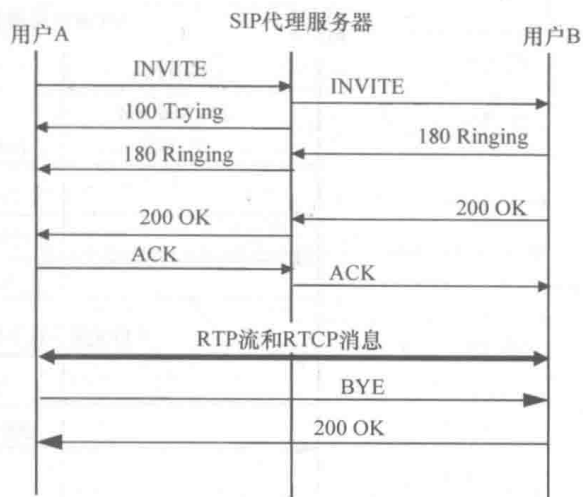 SIP代理服务器
用户A
用户B
INVITE
INVITE
100 Trying
180 Ringing
180 Ringing
200 OK
200 OK
ACK
ACK
RTP流和RTCP消息
BYE
200 OK